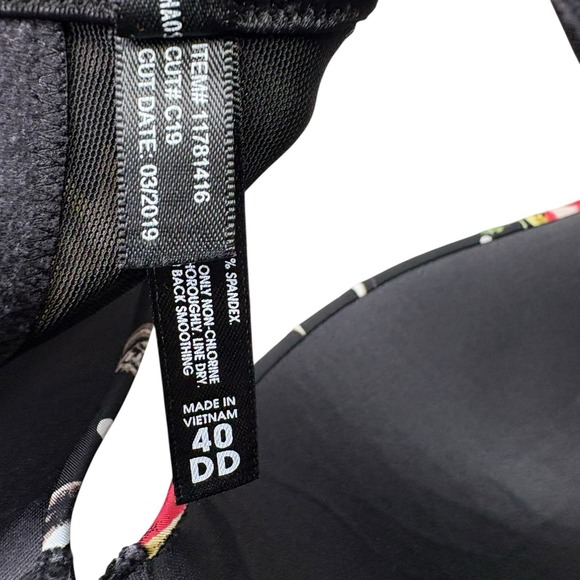 ITEM# 11781416
CUT# C19
CUT DATE: 03/2019
% SPANDEX.
ONLY NON-CHLORINE
LINE DRY.
BACK SMOOTHING
MADE IN
VIETNAM
40
DD